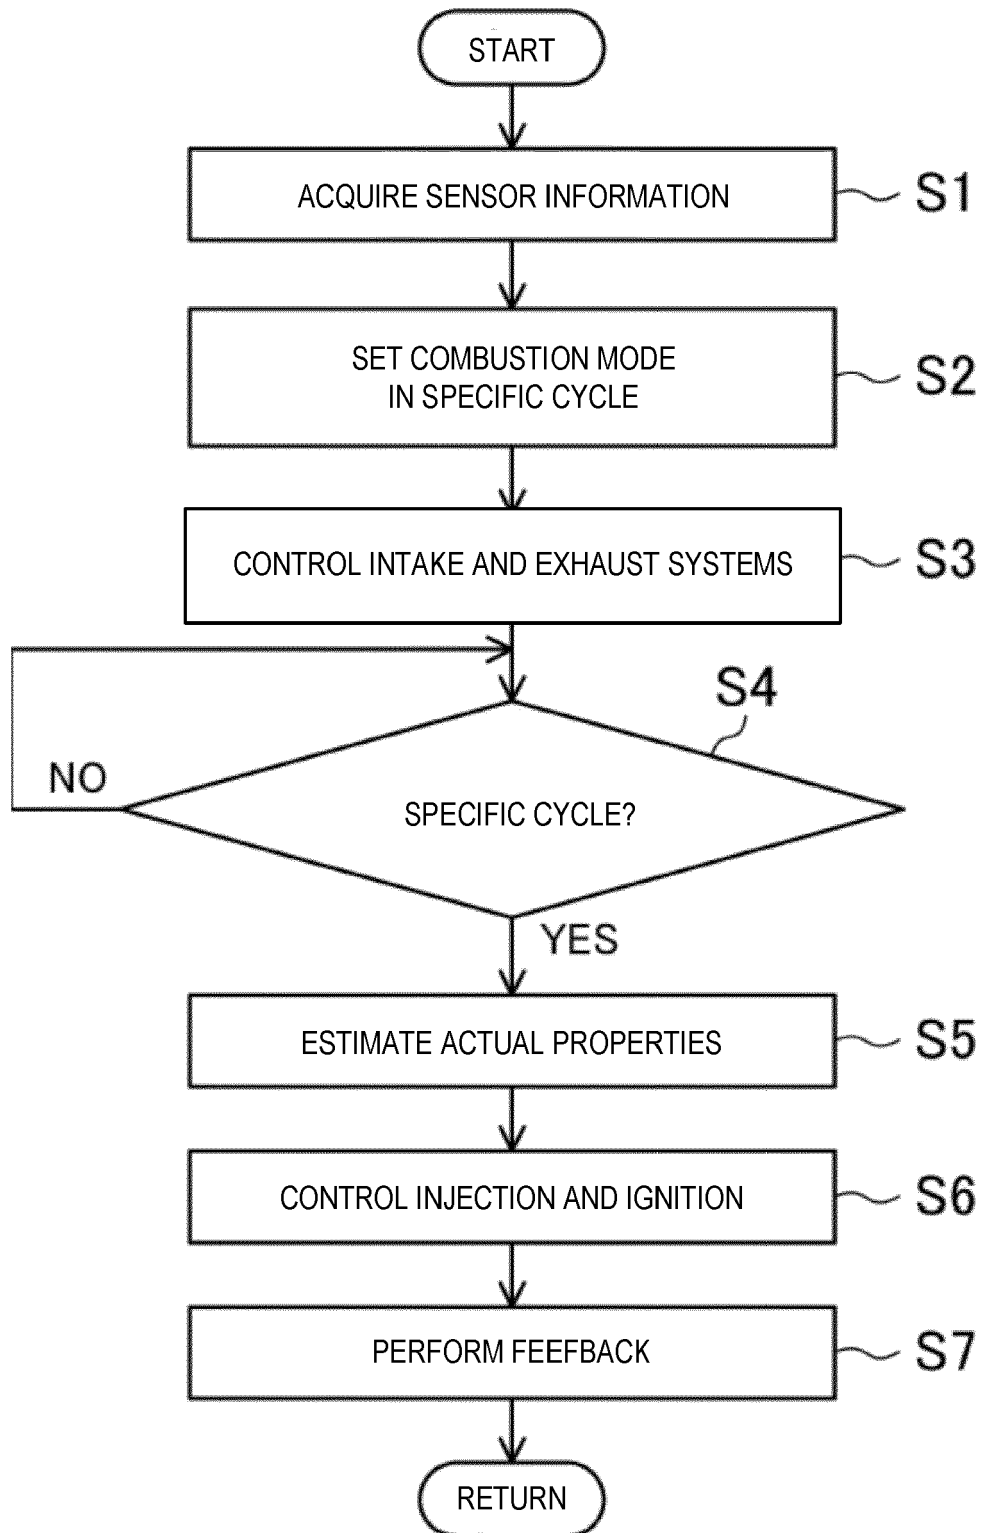 START
ACQUIRE SENSOR INFORMATION
S1
SET COMBUSTION MODE
IN SPECIFIC CYCLE
S2
CONTROL INTAKE AND EXHAUST SYSTEMS
S3
S4
NO
SPECIFIC CYCLE?
YES
ESTIMATE ACTUAL PROPERTIES
S5
CONTROL INJECTION AND IGNITION
S6
PERFORM FEEFBACK
S7
RETURN